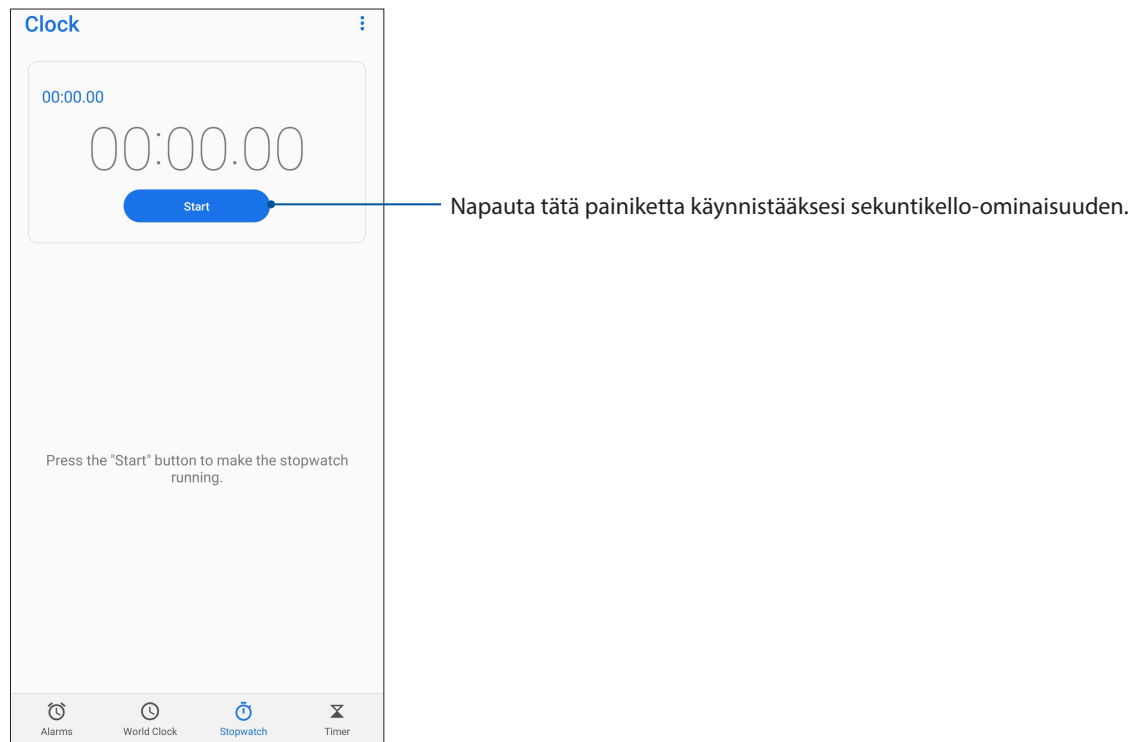 Clock
00:00.00
00:00.00
Start
Napauta tätä painiketta käynnistääksesi sekuntikello-ominaisuuden.
Press the "Start" button to make the stopwatch
running.
Alarms World Clock Stopwatch Timer